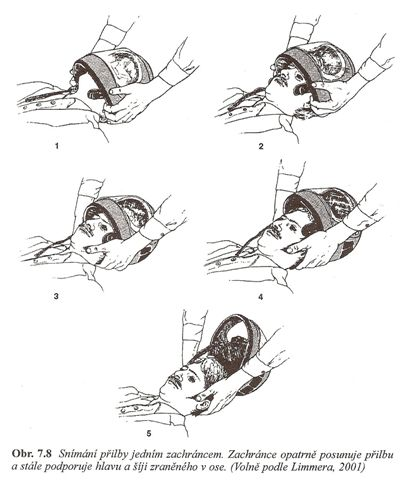 1
2
3
4
5
Obr. 7.8 Snímání přilby jedním zachráncem. Zachránce opatrně posunuje přilbu
a stále podporuje hlavu a šíji zraněného v ose. (Volně podle Limmera, 2001)